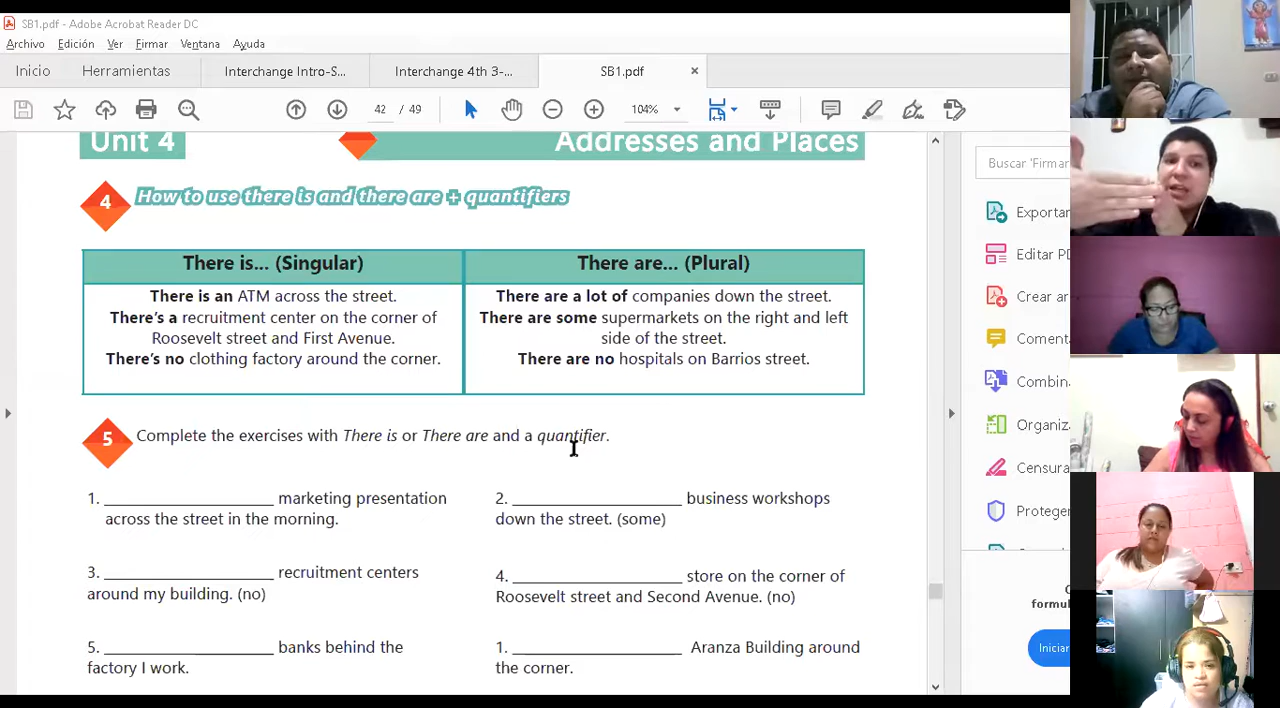 SB1.pdf - Adobe Acrobat Reader DC
Archivo Edición Ver Firmar Ventana Ayuda
Inicio Herramientas Interchange Intro-S... Interchange 4th 3-... SB1.pdf
42 / 49 104%
Unit 4 Addresses and Places
4 How to use there is and there are + quantifiers
There is... (Singular) There are... (Plural)
There is an ATM across the street.
There's a recruitment center on the corner of
Roosevelt street and First Avenue.
There's no clothing factory around the corner.
There are a lot of companies down the street.
There are some supermarkets on the right and left
side of the street.
There are no hospitals on Barrios street.
5 Complete the exercises with There is or There are and a quantifier.
1. ____________________ marketing presentation
across the street in the morning.
2. ____________________ business workshops
down the street. (some)
3. ____________________ recruitment centers
around my building. (no)
4. ____________________ store on the corner of
Roosevelt street and Second Avenue. (no)
5. ____________________ banks behind the
factory I work.
1. ____________________ Aranza Building around
the corner.
Buscar 'Firmar
Exportar
Editar PD
Crear ar
Coment
Combin
Organiz
Censura
Proteger
formu
Iniciar